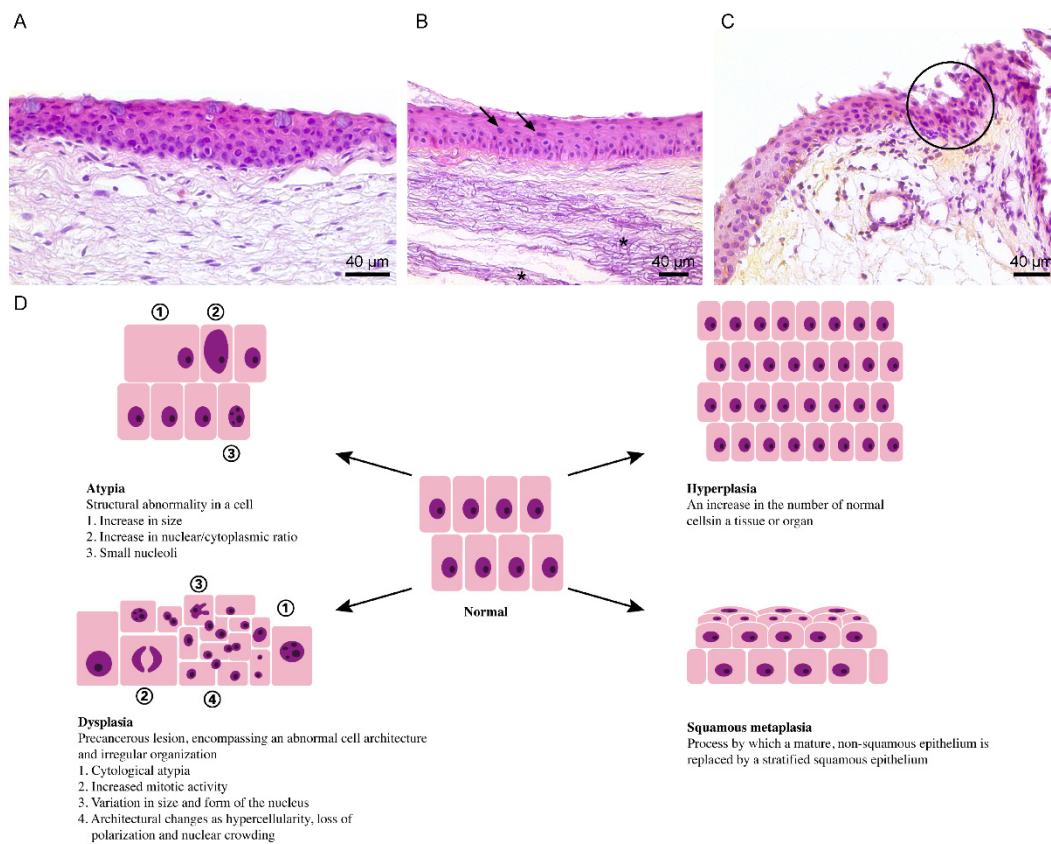 A
B
C
40 µm
*
*
40 µm
40 µm
D
① ②
③
Atypia
Structural abnormality in a cell
1. Increase in size
2. Increase in nuclear/cytoplasmic ratio
3. Small nucleoli
Hyperplasia
An increase in the number of normal
cellsin a tissue or organ
Normal
③
①
②
④
Dysplasia
Precancerous lesion, encompassing an abnormal cell architecture
and irregular organization
1. Cytological atypia
2. Increased mitotic activity
3. Variation in size and form of the nucleus
4. Architectural changes as hypercellularity, loss of
polarization and nuclear crowding
Squamous metaplasia
Process by which a mature, non-squamous epithelium is
replaced by a stratified squamous epithelium